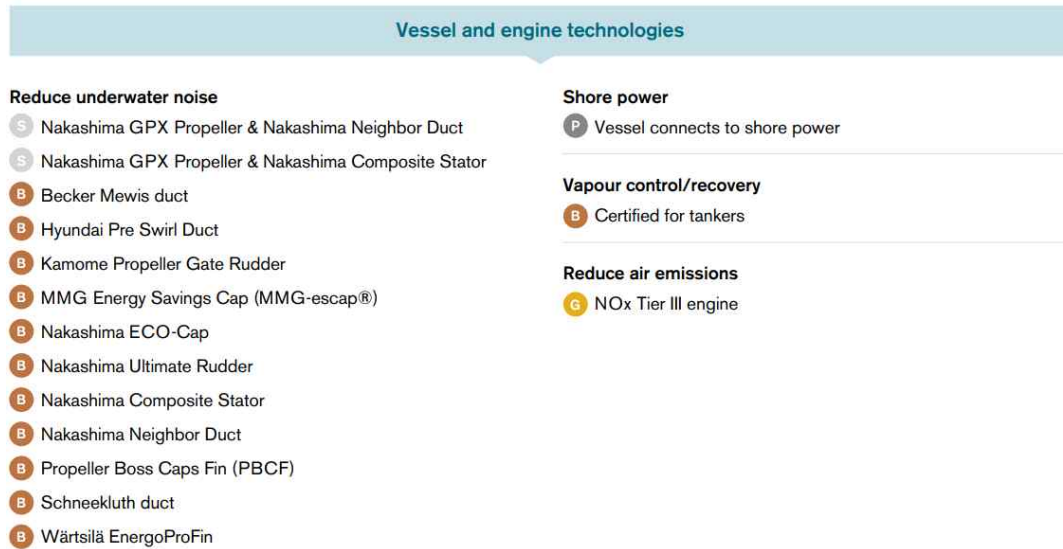 Vessel and engine technologies
Reduce underwater noise
S Nakashima GPX Propeller & Nakashima Neighbor Duct
S Nakashima GPX Propeller & Nakashima Composite Stator
B Becker Mewis duct
B Hyundai Pre Swirl Duct
B Kamome Propeller Gate Rudder
B MMG Energy Savings Cap (MMG-escap®)
B Nakashima ECO-Cap
B Nakashima Ultimate Rudder
B Nakashima Composite Stator
B Nakashima Neighbor Duct
B Propeller Boss Caps Fin (PBCF)
B Schneekluth duct
B Wärtsilä EnergoProFin
Shore power
P Vessel connects to shore power
Vapour control/recovery
B Certified for tankers
Reduce air emissions
G NOx Tier III engine